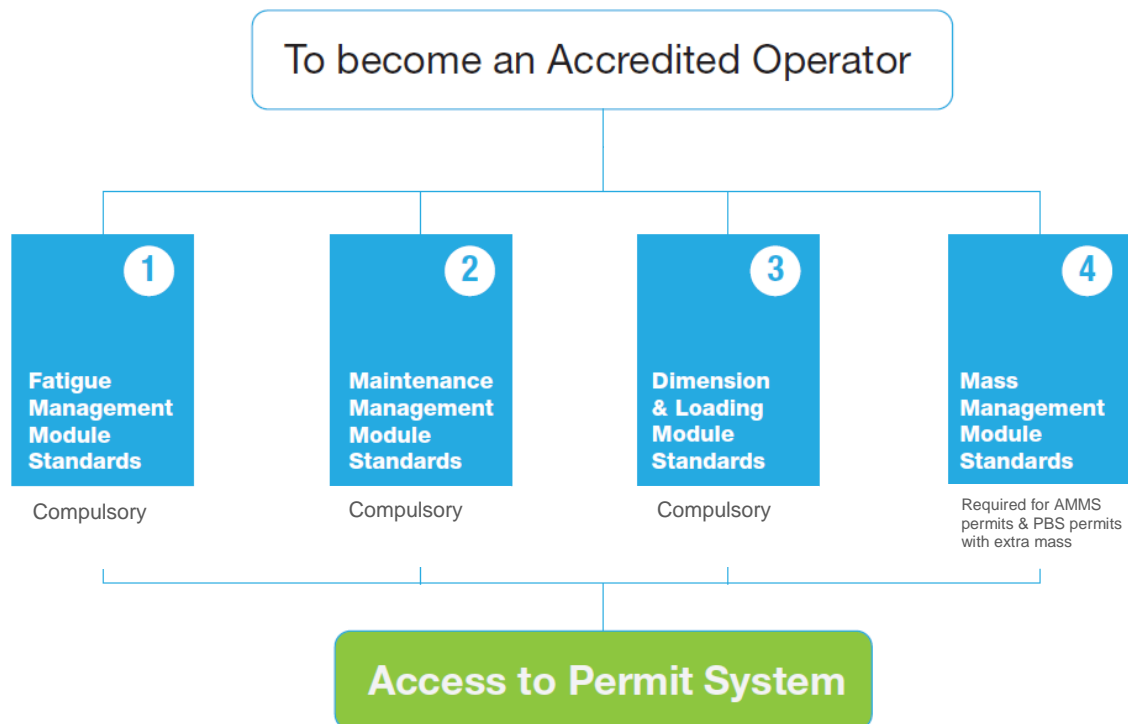 To become an Accredited Operator
1
Fatigue
Management
Module
Standards
Compulsory
2
Maintenance
Management
Module
Standards
Compulsory
3
Dimension
& Loading
Module
Standards
Compulsory
4
Mass
Management
Module
Standards
Required for AMMS
permits & PBS permits
with extra mass
Access to Permit System